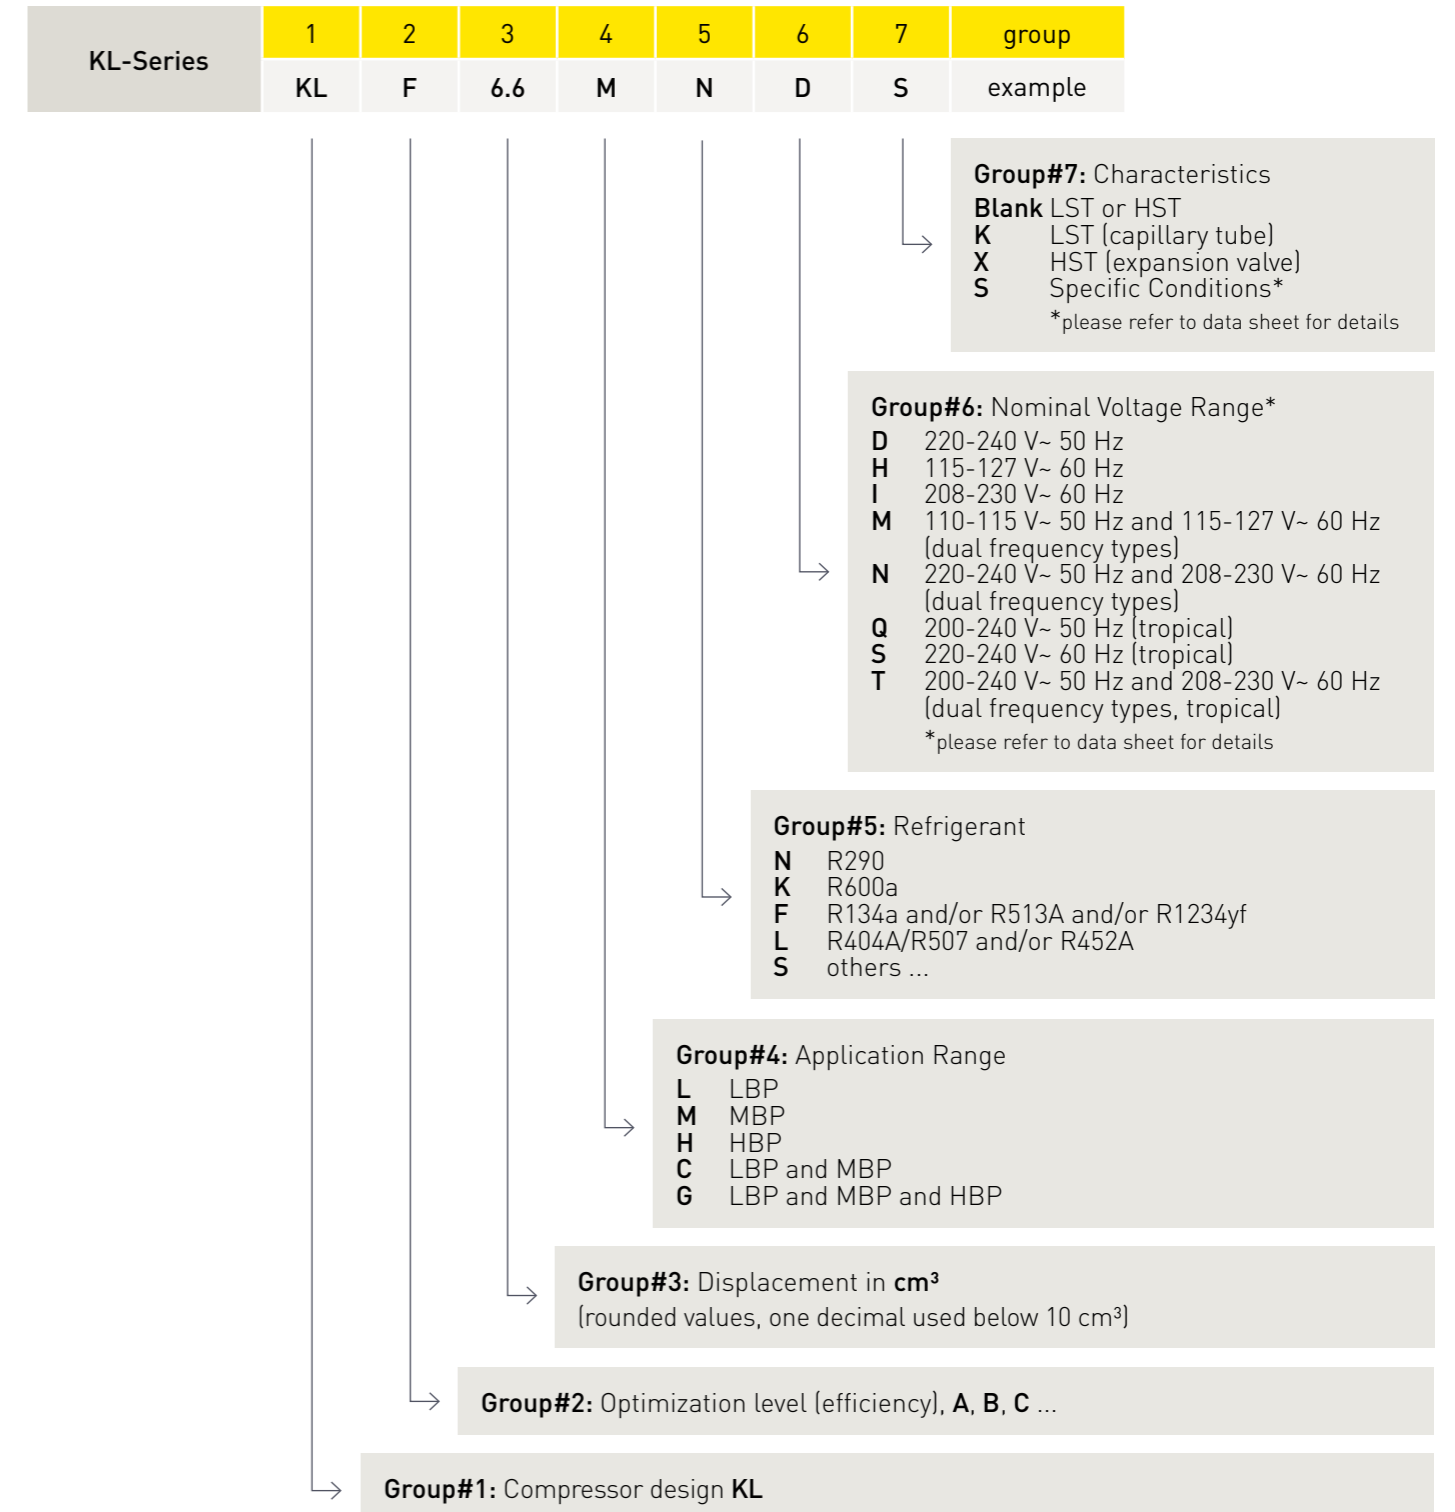 KL-Series
1 2 3 4 5 6 7 group
KL F 6.6 M N D S example
Group#7: Characteristics
Blank LST or HST
K LST (capillary tube)
X HST (expansion valve)
S Specific Conditions*
*please refer to data sheet for details
Group#6: Nominal Voltage Range*
D 220-240 V~ 50 Hz
H 115-127 V~ 60 Hz
I 208-230 V~ 60 Hz
M 110-115 V~ 50 Hz and 115-127 V~ 60 Hz
(dual frequency types)
N 220-240 V~ 50 Hz and 208-230 V~ 60 Hz
(dual frequency types)
Q 200-240 V~ 50 Hz (tropical)
S 220-240 V~ 60 Hz (tropical)
T 200-240 V~ 50 Hz and 208-230 V~ 60 Hz
(dual frequency types, tropical)
*please refer to data sheet for details
Group#5: Refrigerant
N R290
K R600a
F R134a and/or R513A and/or R1234yf
L R404A/R507 and/or R452A
S others ...
Group#4: Application Range
L LBP
M MBP
H HBP
C LBP and MBP
G LBP and MBP and HBP
Group#3: Displacement in cm³
(rounded values, one decimal used below 10 cm³)
Group#2: Optimization level (efficiency), A, B, C ...
Group#1: Compressor design KL